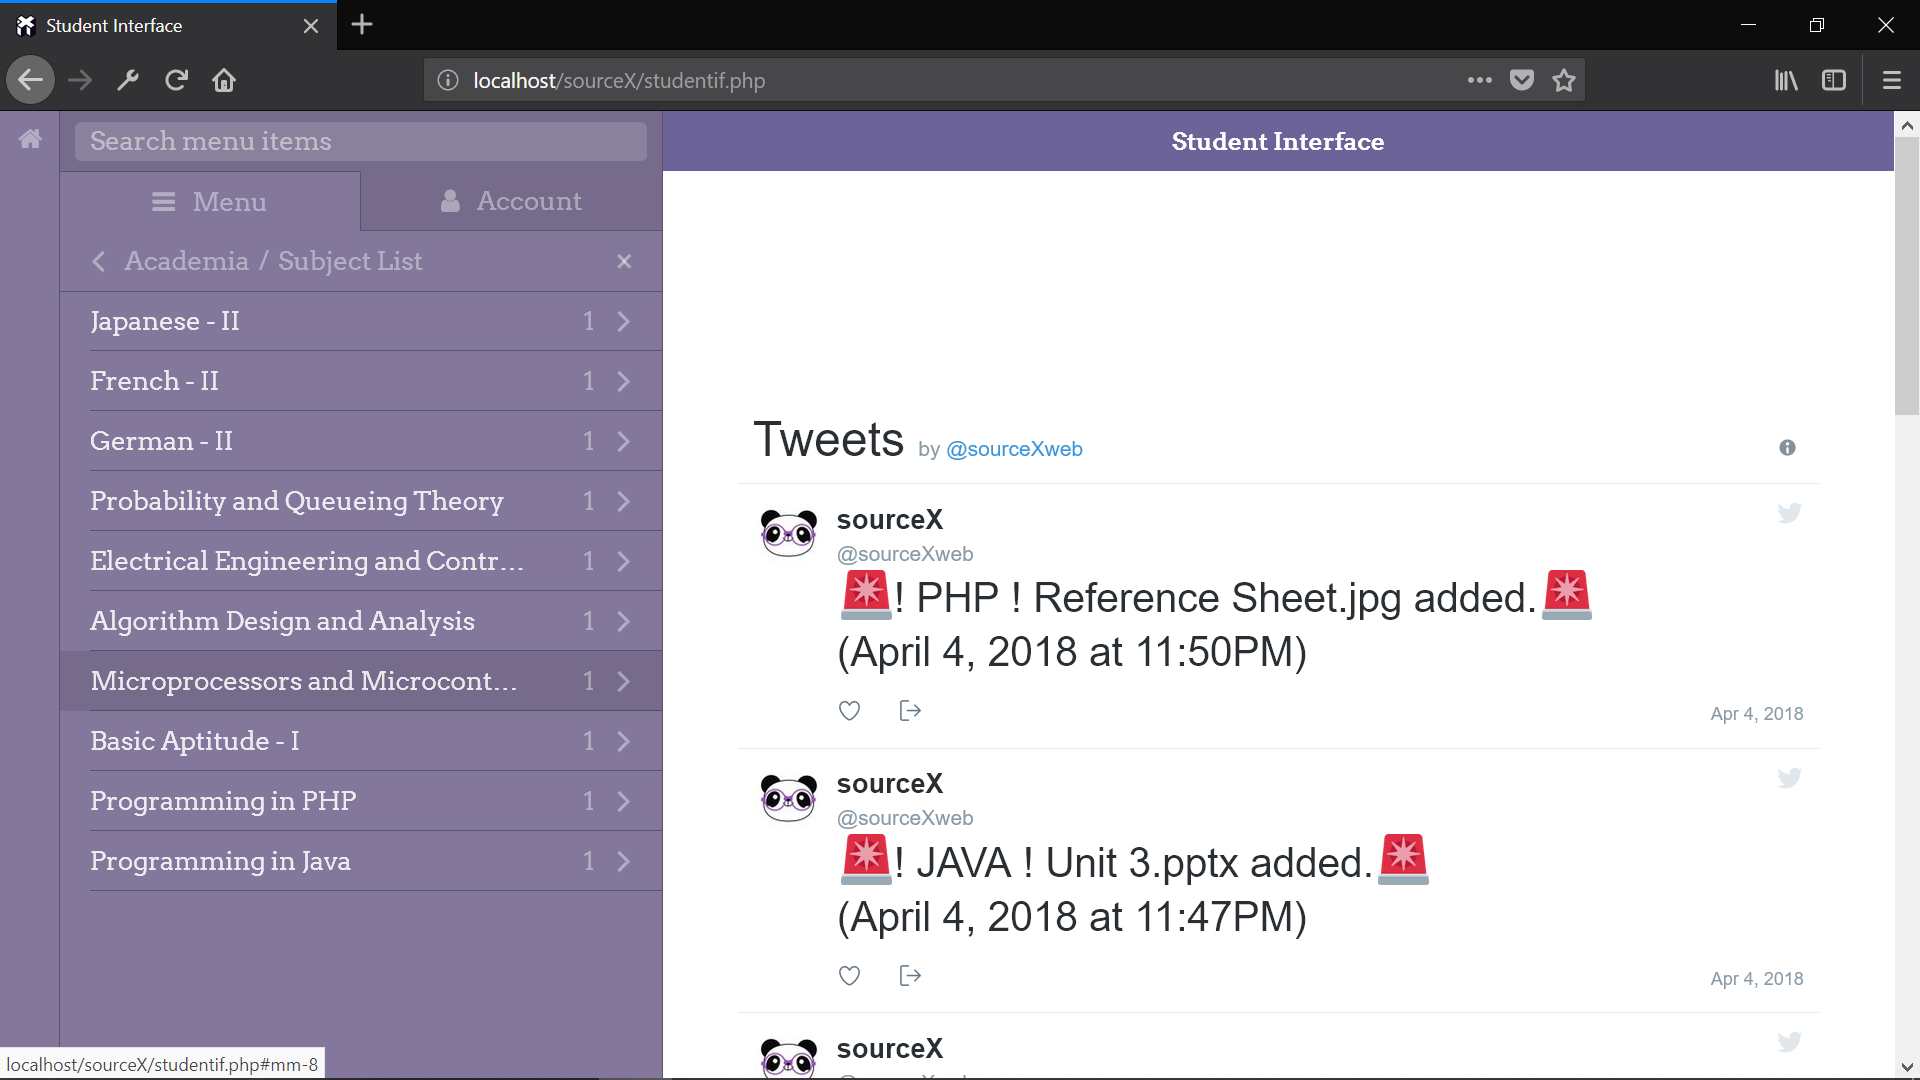 Student Interface
localhost/sourceX/studentif.php
Search menu items
Menu
Account
Academia / Subject List
Japanese - II 1
French - II 1
German - II 1
Probability and Queueing Theory 1
Electrical Engineering and Contr... 1
Algorithm Design and Analysis 1
Microprocessors and Microcont... 1
Basic Aptitude - I 1
Programming in PHP 1
Programming in Java 1
localhost/sourceX/studentif.php#mm-8
Student Interface
Tweets by @sourceXweb
sourceX
@sourceXweb
🚨! PHP ! Reference Sheet.jpg added.🚨
(April 4, 2018 at 11:50PM)
Apr 4, 2018
sourceX
@sourceXweb
🚨! JAVA ! Unit 3.pptx added.🚨
(April 4, 2018 at 11:47PM)
Apr 4, 2018
sourceX